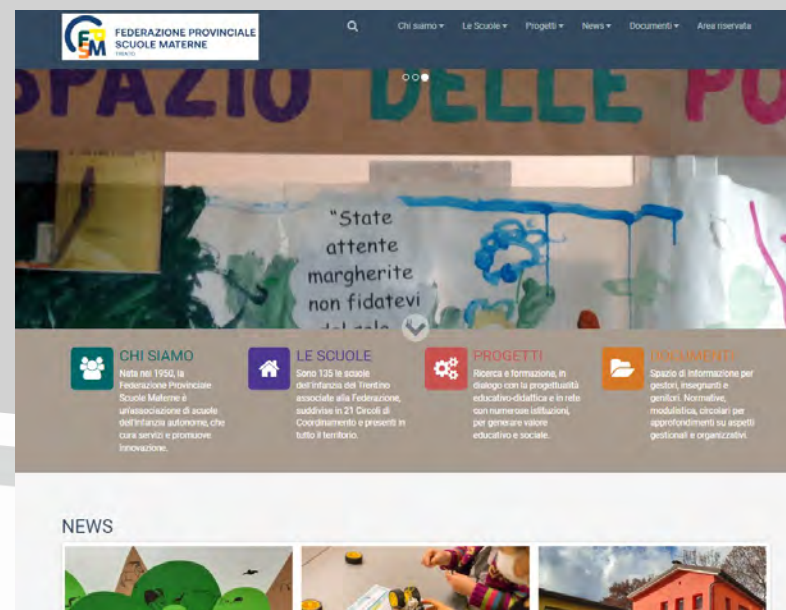 FEDERAZIONE PROVINCIALE
SCUOLE MATERNE
TRENTO
Chi siamo Le Scuole Progetti News Documenti Area riservata
SPAZIO DELLE PO
"State
attente
margherite
non fidatevi
del sole
CHI SIAMO
Nata nel 1950, la
Federazione Provinciale
Scuole Materne è
un'associazione di scuole
dell'infanzia autonome, che
cura servizi e promuove
innovazione.
LE SCUOLE
Sono 135 le scuole
dell'infanzia del Trentino
associate alla Federazione,
suddivise in 21 Circoli di
Coordinamento e presenti in
tutto il territorio.
PROGETTI
Ricerca e formazione, in
dialogo con la progettualità
educativo-didattica e in rete
con numerose istituzioni,
per generare valore
educativo e sociale.
DOCUMENTI
Spazio di informazione per
gestori, insegnanti e
genitori. Normative,
modulistica, circolari per
approfondimenti su aspetti
gestionali e organizzativi.
NEWS